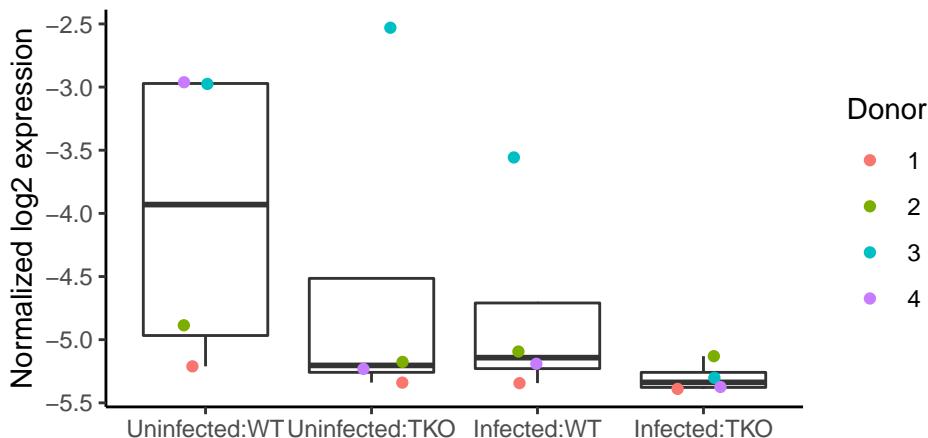 Normalized log2 expression
−2.5
−3.0
−3.5
−4.0
−4.5
−5.0
−5.5
Uninfected:WT
Uninfected:TKO
Infected:WT
Infected:TKO
Donor
1
2
3
4